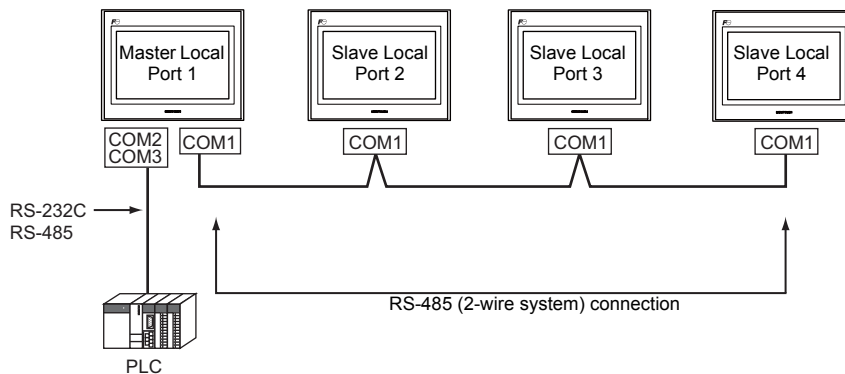 Master Local
Port 1
Slave Local
Port 2
Slave Local
Port 3
Slave Local
Port 4
COM2
COM3
COM1
COM1
COM1
COM1
RS-232C
RS-485
RS-485 (2-wire system) connection
PLC